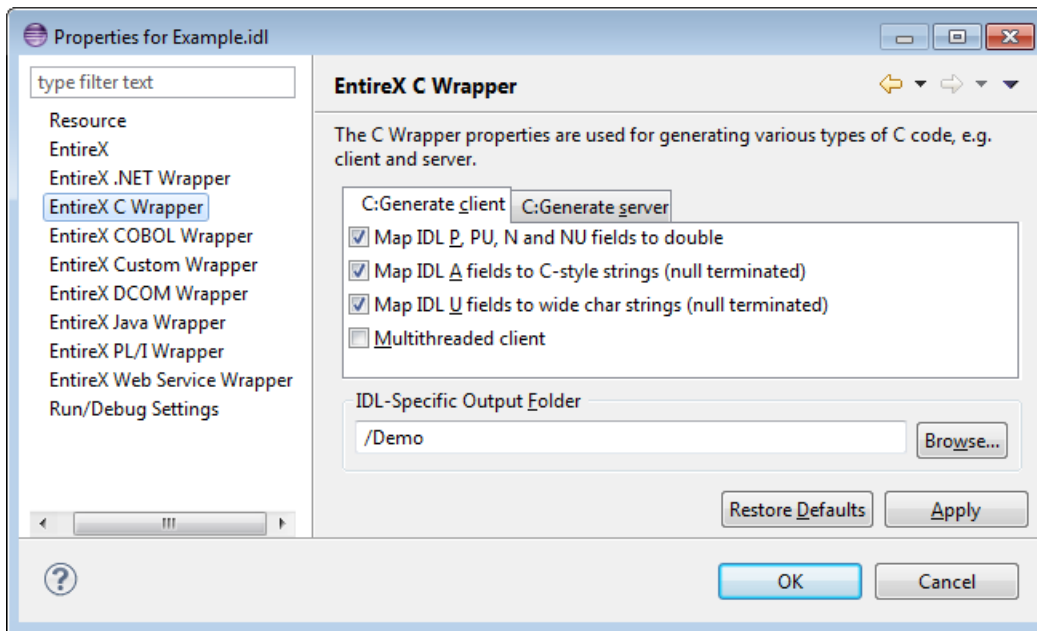 Properties for Example.idl
type filter text
Resource
EntireX
EntireX .NET Wrapper
EntireX C Wrapper
EntireX COBOL Wrapper
EntireX Custom Wrapper
EntireX DCOM Wrapper
EntireX Java Wrapper
EntireX PL/I Wrapper
EntireX Web Service Wrapper
Run/Debug Settings
EntireX C Wrapper
The C Wrapper properties are used for generating various types of C code, e.g.
client and server.
C:Generate client C:Generate server
Map IDL P, PU, N and NU fields to double
Map IDL A fields to C-style strings (null terminated)
Map IDL U fields to wide char strings (null terminated)
Multithreaded client
IDL-Specific Output Folder
/Demo Browse...
Restore Defaults Apply
? OK Cancel